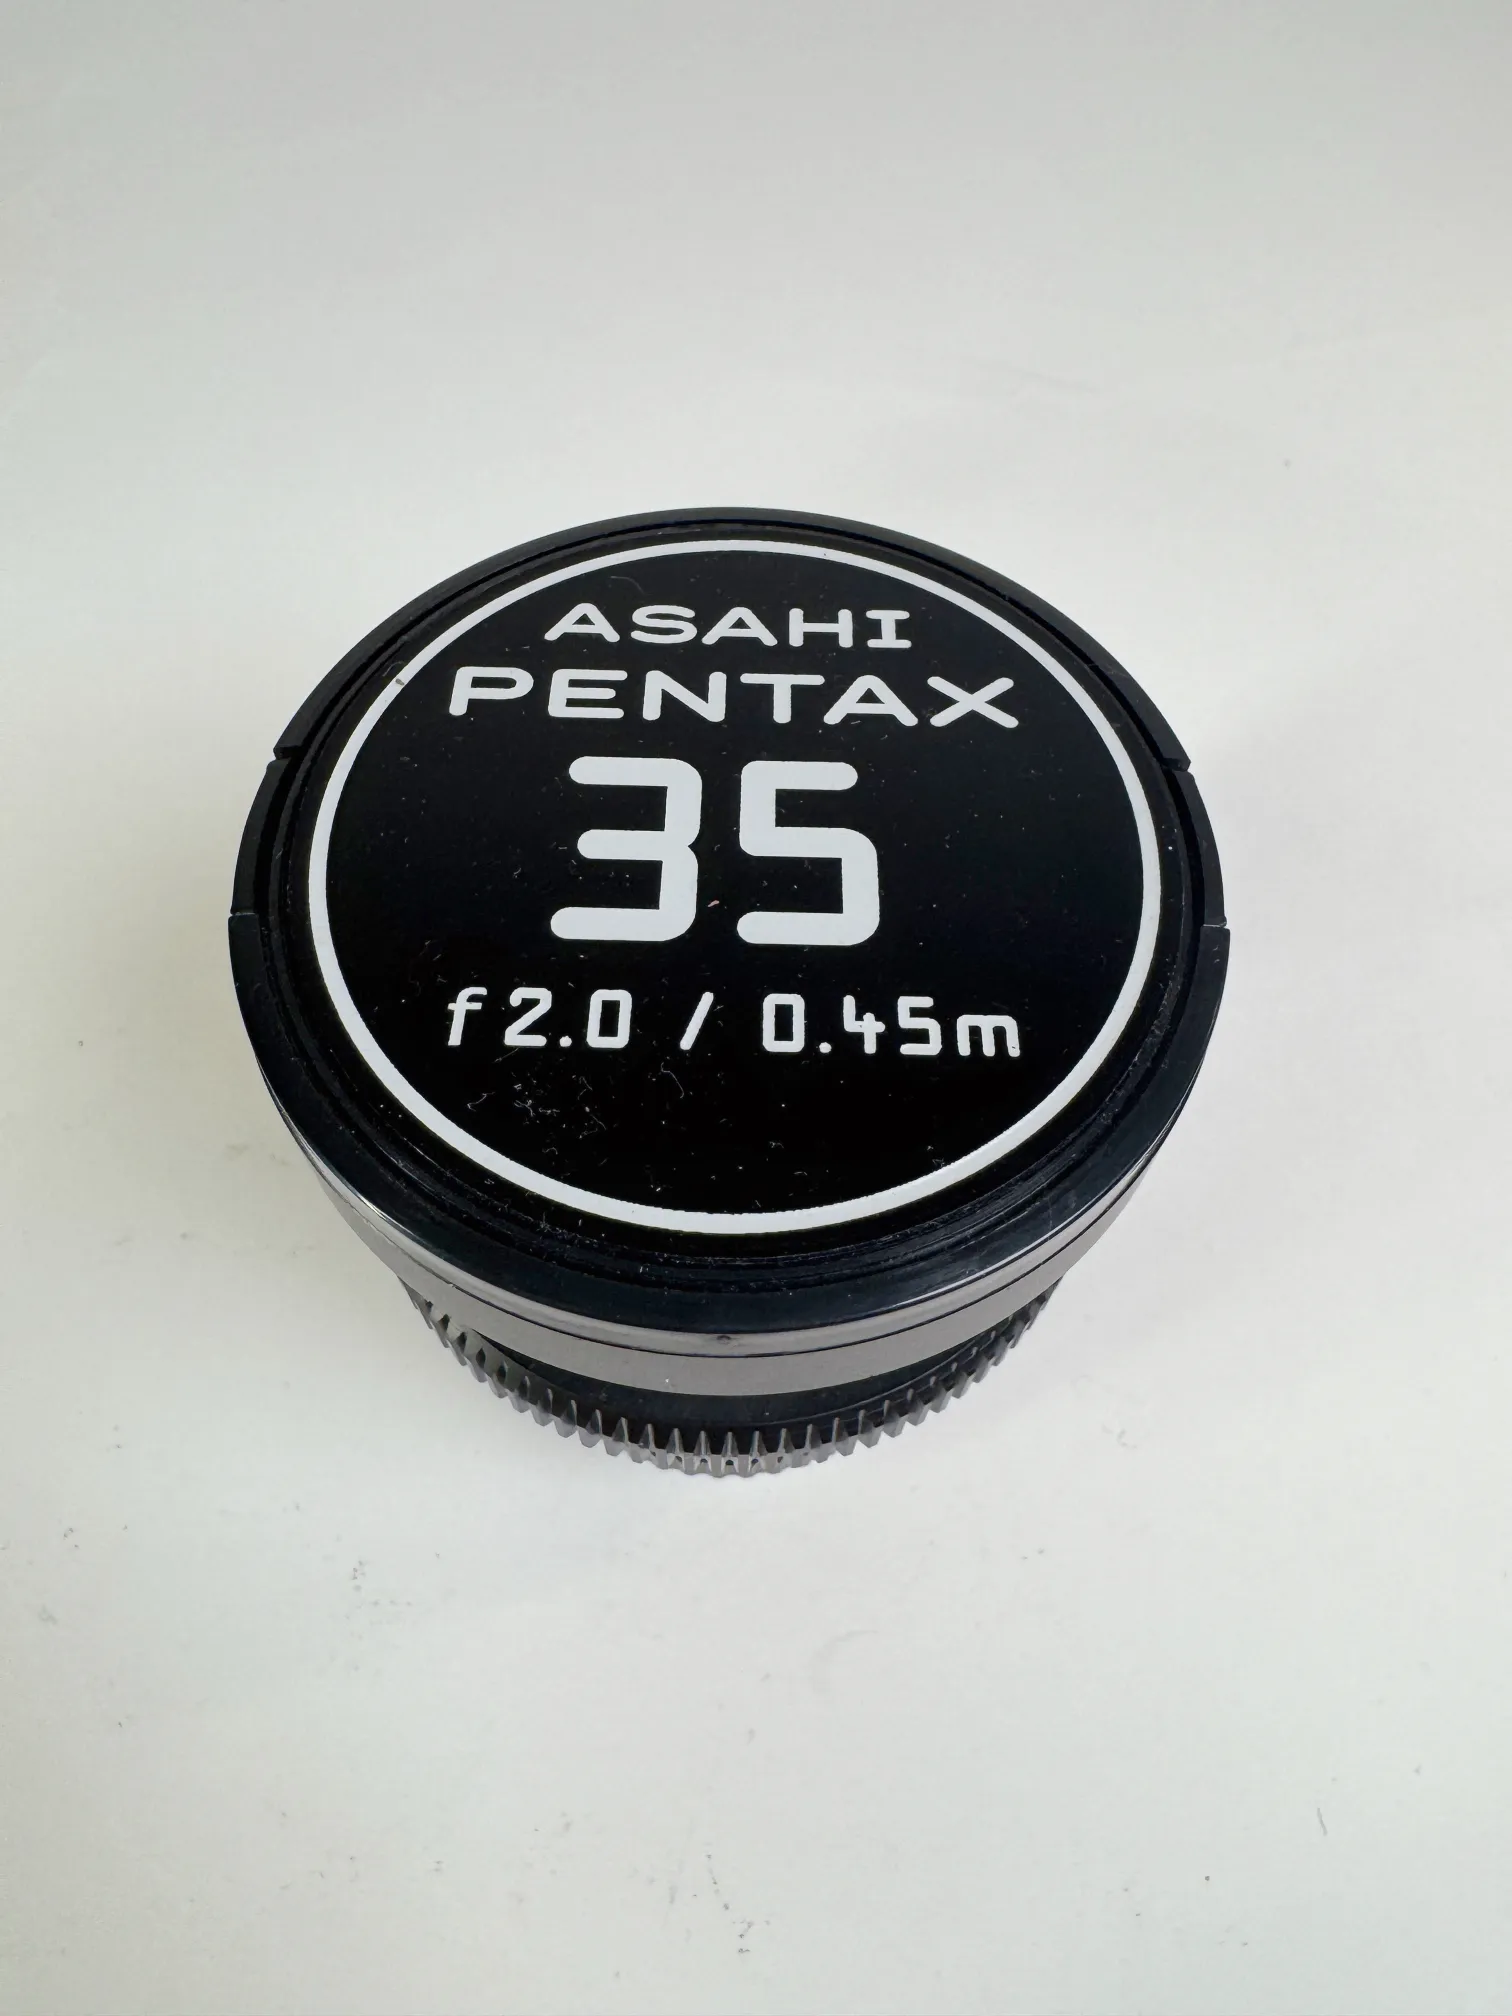 ASAHI
PENTAX
35
f2.0 / 0.45m